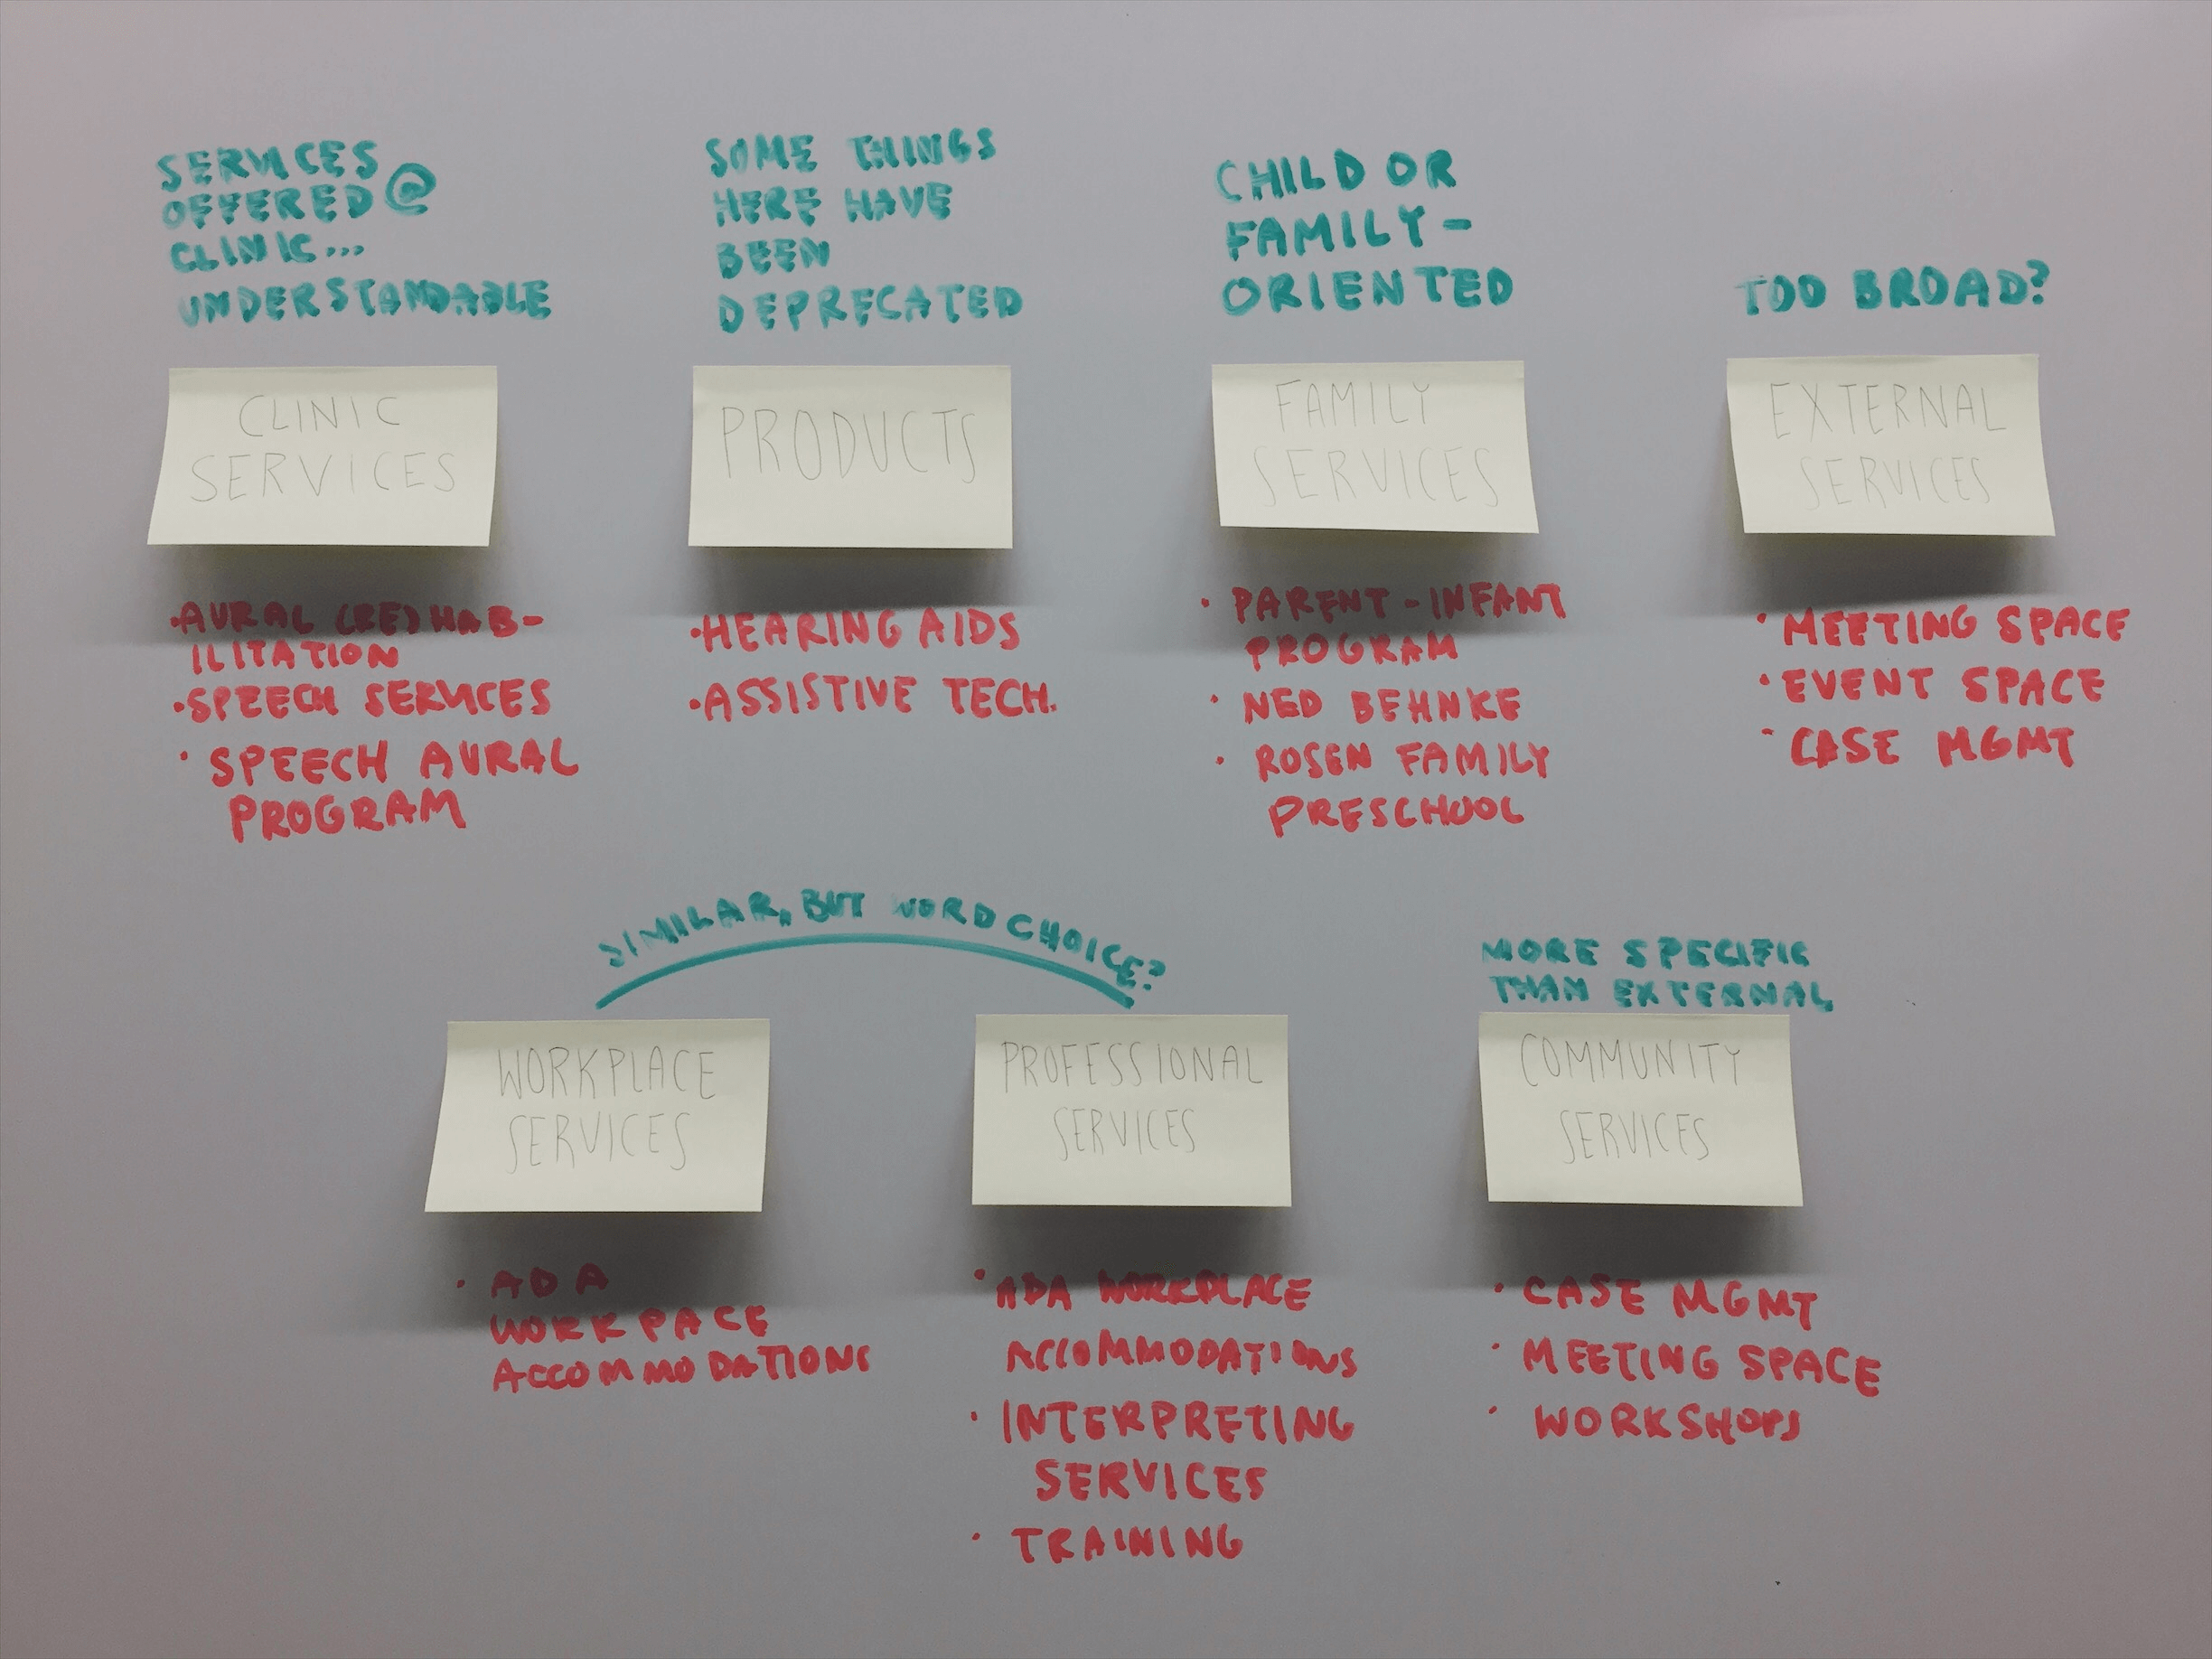 SERVICES
OFFERED @
CLINIC...
UNDERSTANDABLE
CLINIC
SERVICES
•AURAL (RE)HAB-
ILITATION
•SPEECH SERVICES
• SPEECH AURAL
PROGRAM
SOME THINGS
HERE HAVE
BEEN
DEPRECATED
PRODUCTS
•HEARING AIDS
•ASSISTIVE TECH.
CHILD OR
FAMILY-
ORIENTED
FAMILY
SERVICES
• PARENT-INFANT
PROGRAM
• NED BEHNKE
• ROSEN FAMILY
PRESCHOOL
TOO BROAD?
EXTERNAL
SERVICES
• MEETING SPACE
• EVENT SPACE
• CASE MGMT
SIMILAR, BUT WORD CHOICE?
WORKPLACE
SERVICES
• ADA
WORKPACE
ACCOMMODATIONS
PROFESSIONAL
SERVICES
• ADA WORKPLACE
ACCOMMODATIONS
• INTERPRETING
SERVICES
• TRAINING
MORE SPECIFIC
THAN EXTERNAL
COMMUNITY
SERVICES
• CASE MGMT
• MEETING SPACE
• WORKSHOPS